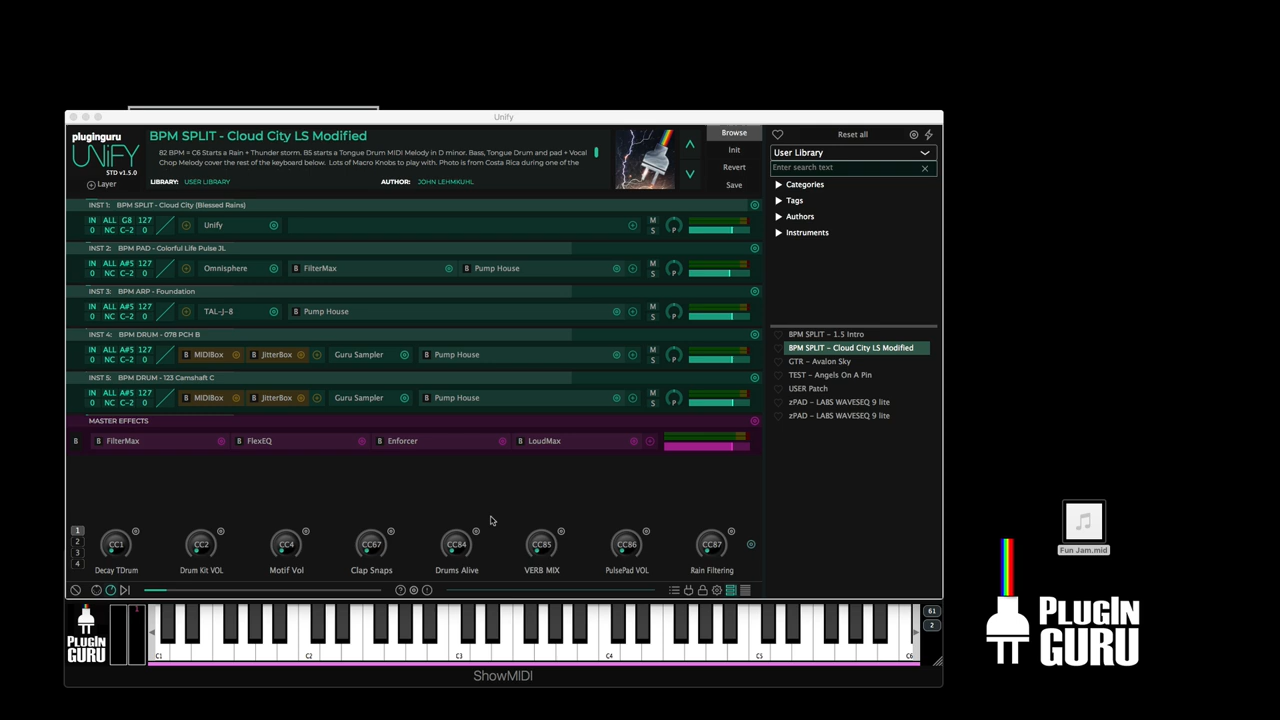 Unify
pluginguru
UNiFY
STD v1.5.0
Layer
BPM SPLIT - Cloud City LS Modified
82 BPM = C6 Starts a Rain + Thunder storm. B5 starts a Tongue Drum MIDI Melody in D minor. Bass, Tongue Drum and pad + Vocal
Chop Melody cover the rest of the keyboard below. Lots of Macro Knobs to play with. Photo is from Costa Rica during one of the
LIBRARY: USER LIBRARY AUTHOR: JOHN LEHMKUHL
Browse
Init
Revert
Save
Reset all
User Library
Enter search text
Categories
Tags
Authors
Instruments
BPM SPLIT - 1.5 Intro
BPM SPLIT - Cloud City LS Modified
GTR - Avalon Sky
TEST - Angels On A Pin
USER Patch
zPAD - LABS WAVESEQ 9 lite
zPAD - LABS WAVESEQ 9 lite
INST 1: BPM SPLIT - Cloud City (Blessed Rains)
IN ALL G8 127 Unify M
0 NC C-2 0 S P
INST 2: BPM PAD - Colorful Life Pulse JL
IN ALL A#5 127 Omnisphere B FilterMax B Pump House M
0 NC C-2 0 S P
INST 3: BPM ARP - Foundation
IN ALL A#5 127 TAL-J-8 B Pump House M
0 NC C-2 0 S P
INST 4: BPM DRUM - 078 PCH B
IN ALL A#5 127 B MIDIBox B JitterBox Guru Sampler B Pump House M
0 NC C-2 0 S P
INST 5: BPM DRUM - 123 Camshaft C
IN ALL A#5 127 B MIDIBox B JitterBox Guru Sampler B Pump House M
0 NC C-2 0 S P
MASTER EFFECTS
B B FilterMax B FlexEQ B Enforcer B LoudMax
1
2
3
4
CC1 CC2 CC4 CC67 CC84 CC85 CC86 CC87
Decay TDrum Drum Kit VOL Motif Vol Clap Snaps Drums Alive VERB MIX PulsePad VOL Rain Filtering
PLUGIN
GURU
1
C1 C2 C3 C4 C5 C6
61
2
ShowMIDI
Fun Jam.mid
PLUGIN
GURU